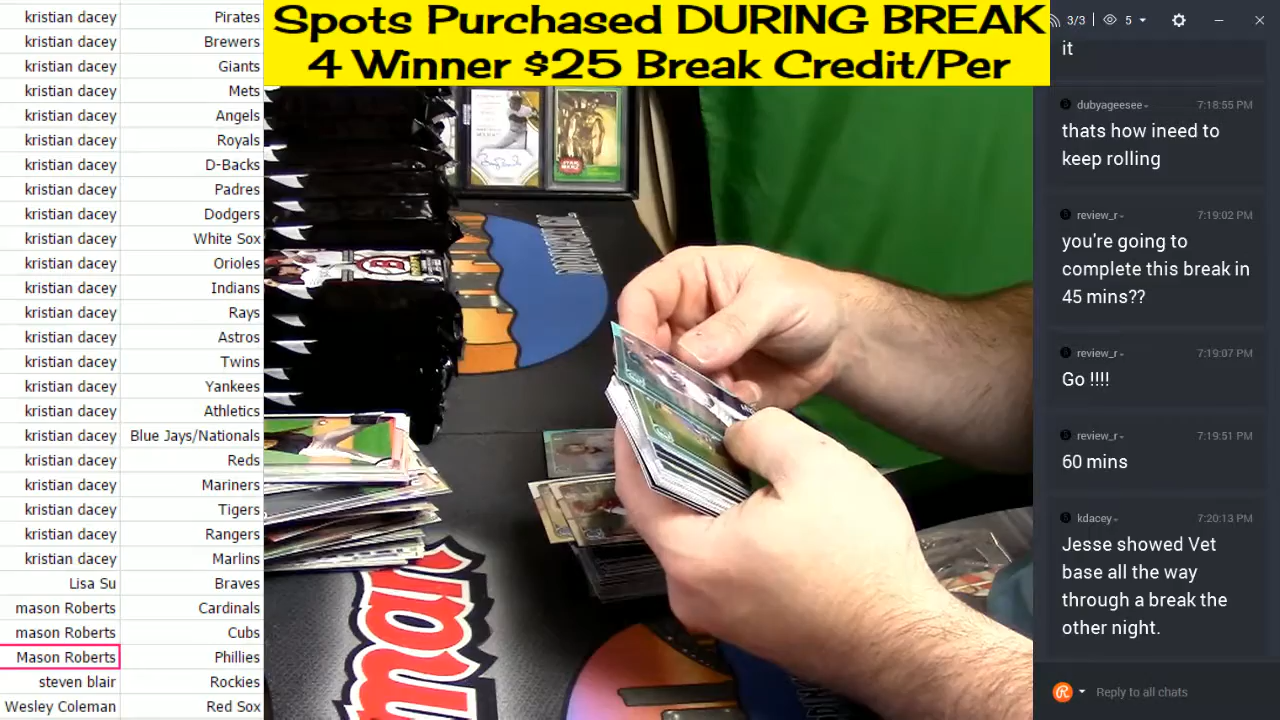 Spots Purchased DURING BREAK
4 Winner $25 Break Credit/Per
kristian dacey Pirates
kristian dacey Brewers
kristian dacey Giants
kristian dacey Mets
kristian dacey Angels
kristian dacey Royals
kristian dacey D-Backs
kristian dacey Padres
kristian dacey Dodgers
kristian dacey White Sox
kristian dacey Orioles
kristian dacey Indians
kristian dacey Rays
kristian dacey Astros
kristian dacey Twins
kristian dacey Yankees
kristian dacey Athletics
kristian dacey Blue Jays/Nationals
kristian dacey Reds
kristian dacey Mariners
kristian dacey Tigers
kristian dacey Rangers
kristian dacey Marlins
Lisa Su Braves
mason Roberts Cardinals
mason Roberts Cubs
Mason Roberts Phillies
steven blair Rockies
Wesley Coleman Red Sox
STAR
WARS
3/3 5
it
dubyageesee 7:18:55 PM
thats how ineed to
keep rolling
review_r 7:19:02 PM
you're going to
complete this break in
45 mins??
review_r 7:19:07 PM
Go !!!!
review_r 7:19:51 PM
60 mins
kdacey 7:20:13 PM
Jesse showed Vet
base all the way
through a break the
other night.
Reply to all chats